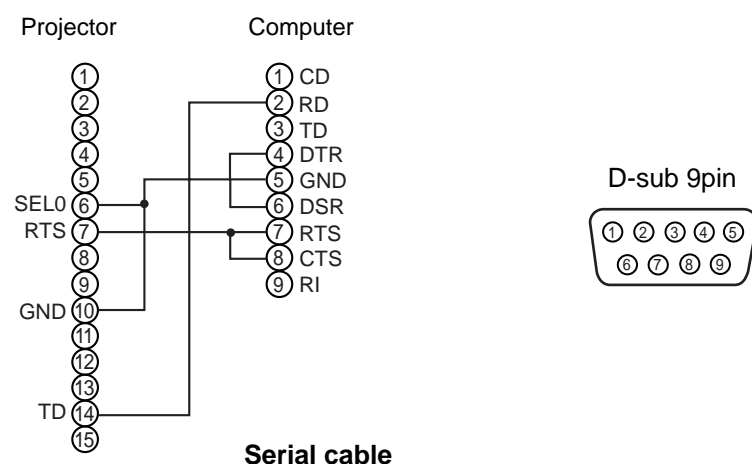 Projector Computer
1
2
3
4
5
SEL0 6
RTS 7
8
9
GND 10
11
12
13
TD 14
15
1 CD
2 RD
3 TD
4 DTR
5 GND
6 DSR
7 RTS
8 CTS
9 RI
D-sub 9pin
1 2 3 4 5
6 7 8 9
Serial cable